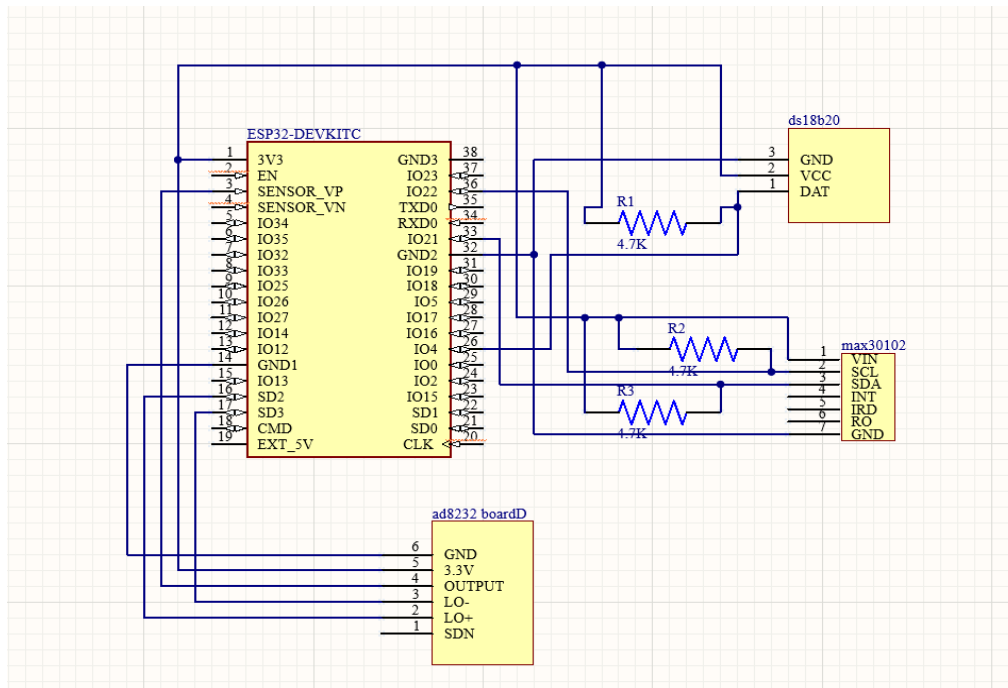 ESP32-DEVKITC
1 3V3 GND3 38
2 EN IO23 37
3 SENSOR_VP IO22 36
4 SENSOR_VN TXD0 35
5 IO34 RXD0 34
6 IO35 IO21 33
7 IO32 GND2 32
8 IO33 IO19 31
9 IO25 IO18 30
10 IO26 IO5 29
11 IO27 IO17 28
12 IO14 IO16 27
13 IO12 IO4 26
14 GND1 IO0 25
15 IO13 IO2 24
16 SD2 IO15 23
17 SD3 SD1 22
18 CMD SD0 21
19 EXT_5V CLK 20
ds18b20
3 GND
2 VCC
1 DAT
R1
4.7K
R2
4.7K
R3
4.7K
max30102
1 VIN
2 SCL
3 SDA
4 INT
5 IRD
6 RO
7 GND
ad8232 boardD
6 GND
5 3.3V
4 OUTPUT
3 LO-
2 LO+
1 SDN